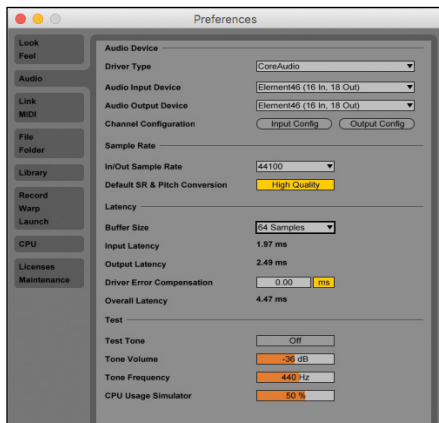 Preferences
Look
Feel
Audio
Link
MIDI
File
Folder
Library
Record
Warp
Launch
CPU
Licenses
Maintenance
Audio Device
Driver Type CoreAudio
Audio Input Device Element46 (16 In, 18 Out)
Audio Output Device Element46 (16 In, 18 Out)
Channel Configuration Input Config Output Config
Sample Rate
In/Out Sample Rate 44100
Default SR & Pitch Conversion High Quality
Latency
Buffer Size 64 Samples
Input Latency 1.97 ms
Output Latency 2.49 ms
Driver Error Compensation 0.00 ms
Overall Latency 4.47 ms
Test
Test Tone Off
Tone Volume -36 dB
Tone Frequency 440 Hz
CPU Usage Simulator 50 %